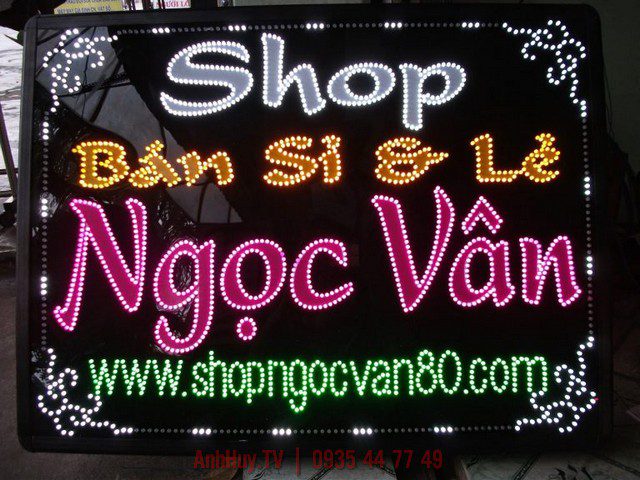 Shop
Bán Sỉ & Lẻ
Ngọc Vân
www.shopngocvan80.com
AnhHuy.TV | 0935 44 77 49